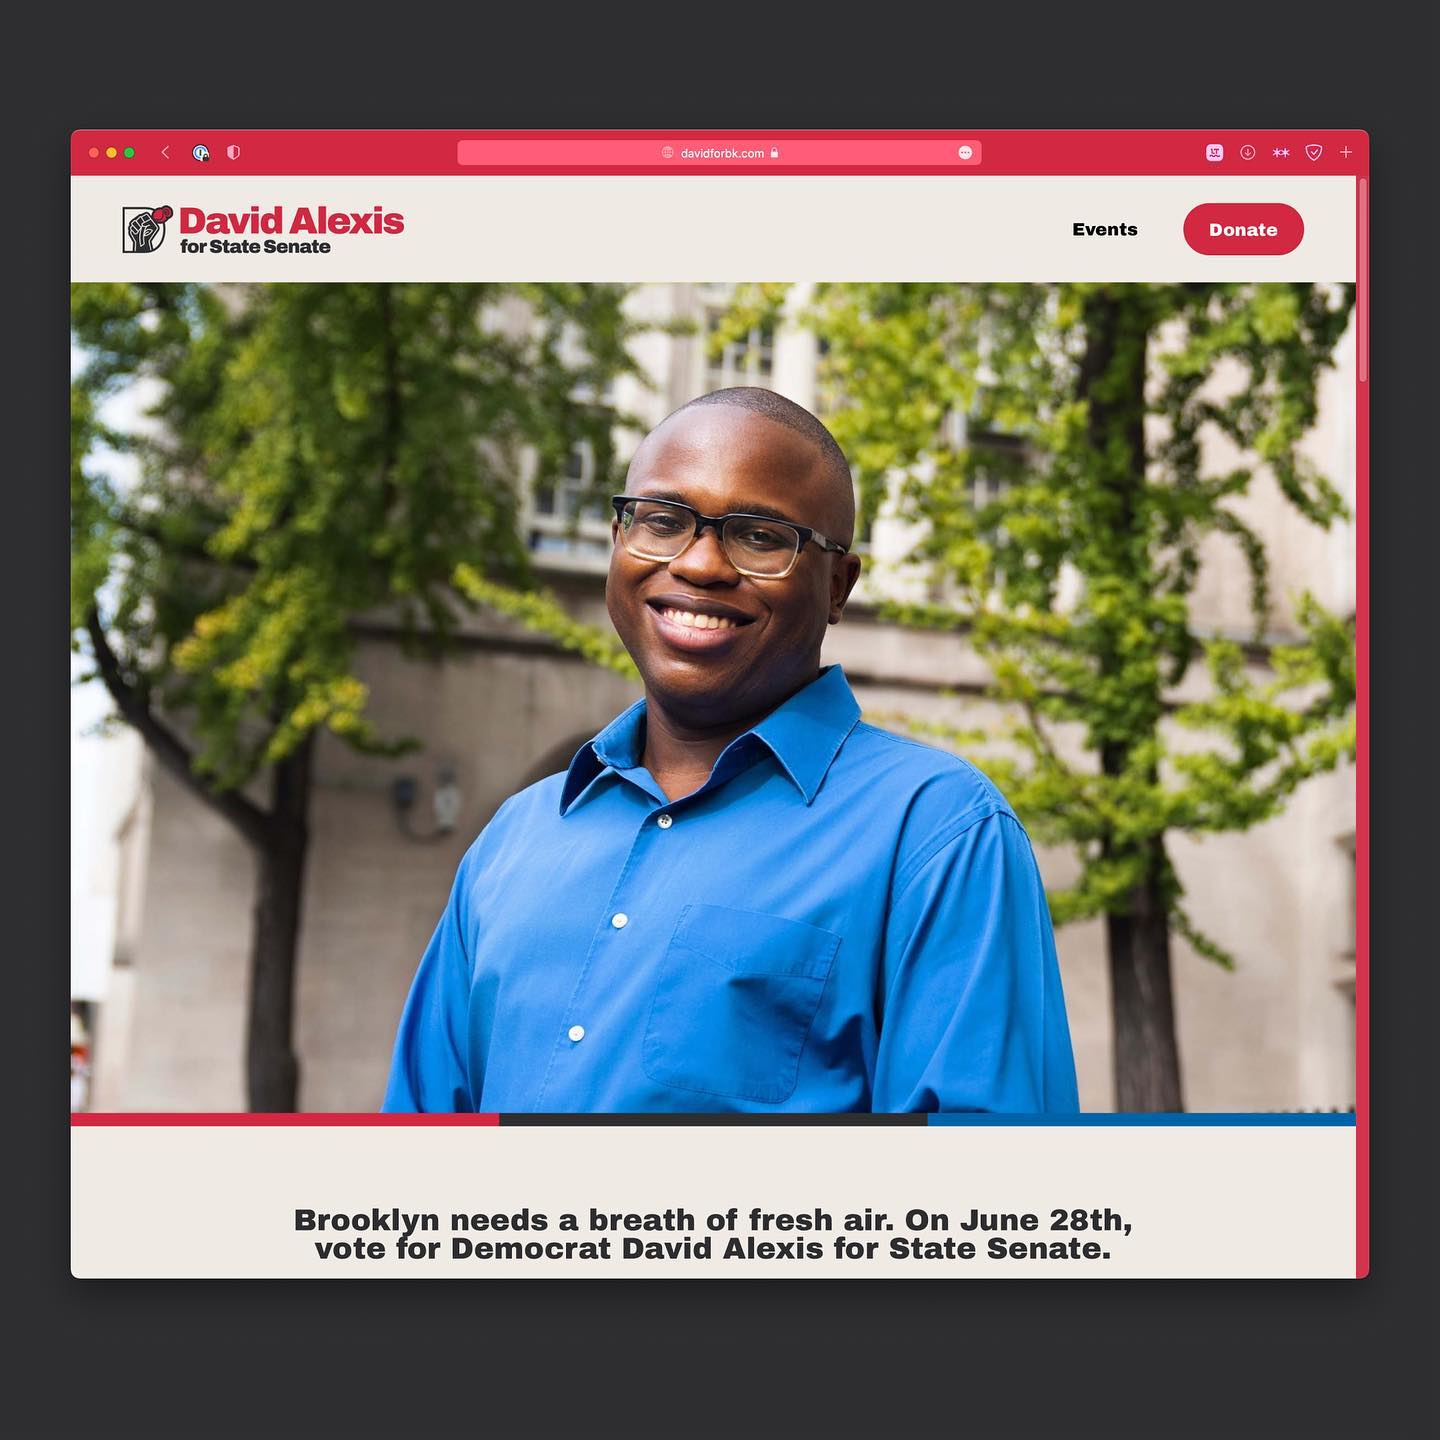 davidforbk.com
David Alexis
for State Senate
Events
Donate
Brooklyn needs a breath of fresh air. On June 28th,
vote for Democrat David Alexis for State Senate.